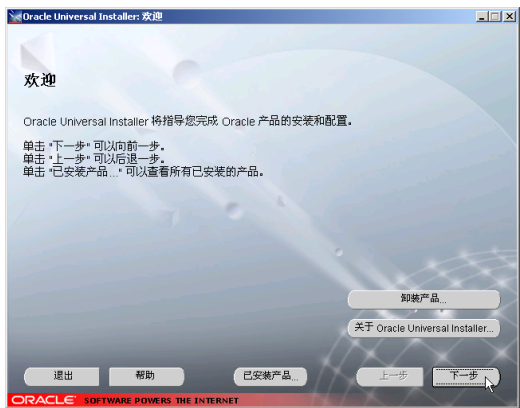 Oracle Universal Installer: 欢迎
欢迎
Oracle Universal Installer 将指导您完成 Oracle 产品的安装和配置。
单击 "下一步" 可以向前一步。
单击 "上一步" 可以后退一步。
单击 "已安装产品..." 可以查看所有已安装的产品。
卸装产品...
关于 Oracle Universal Installer...
退出 帮助 已安装产品... 上一步 下一步
ORACLE SOFTWARE POWERS THE INTERNET